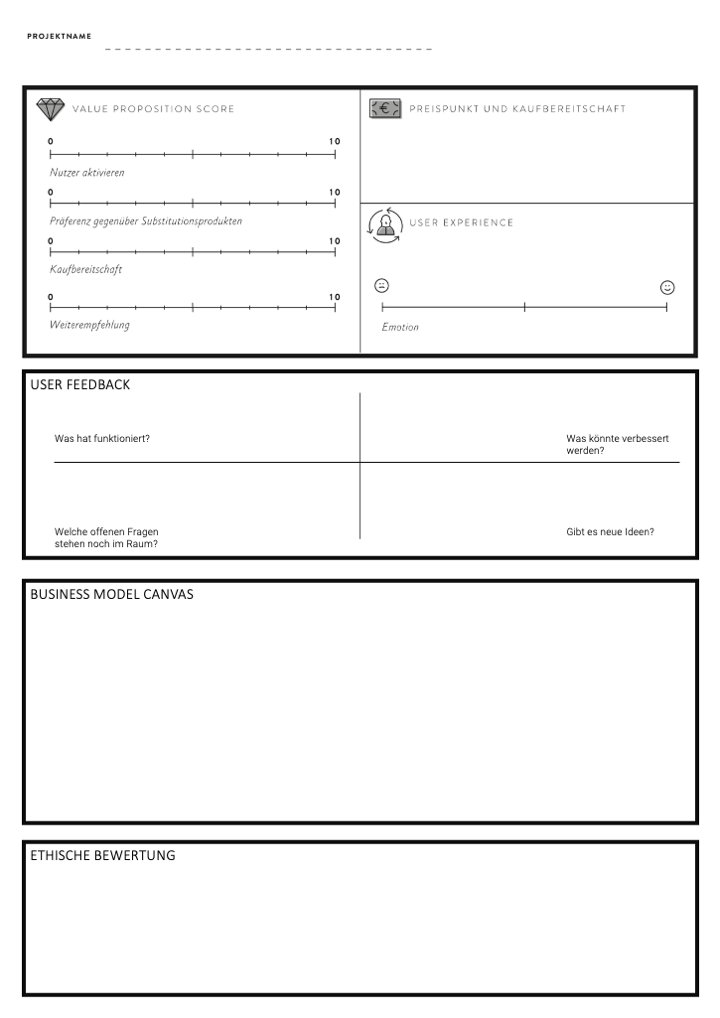 PROJEKTNAME
VALUE PROPOSITION SCORE
0 10
Nutzer aktivieren
0 10
Präferenz gegenüber Substitutionsprodukten
0 10
Kaufbereitschaft
0 10
Weiterempfehlung
€ PREISPUNKT UND KAUFBEREITSCHAFT
USER EXPERIENCE
Emotion
USER FEEDBACK
Was hat funktioniert?
Was könnte verbessert
werden?
Welche offenen Fragen
stehen noch im Raum?
Gibt es neue Ideen?
BUSINESS MODEL CANVAS
ETHISCHE BEWERTUNG